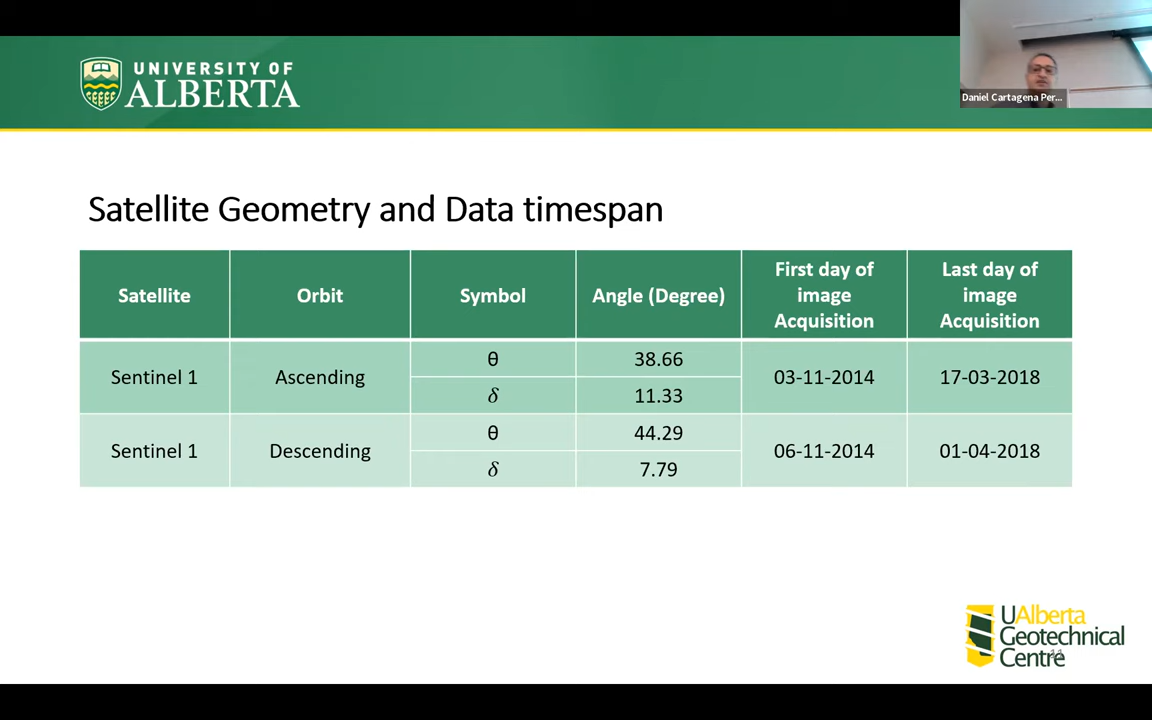 UNIVERSITY OF
ALBERTA
Daniel Cartagena Per...
Satellite Geometry and Data timespan
Satellite Orbit Symbol Angle (Degree) First day of image Acquisition Last day of image Acquisition
Sentinel 1 Ascending θ 38.66 03-11-2014 17-03-2018
δ 11.33
Sentinel 1 Descending θ 44.29 06-11-2014 01-04-2018
δ 7.79
UAlberta
Geotechnical
Centre
11